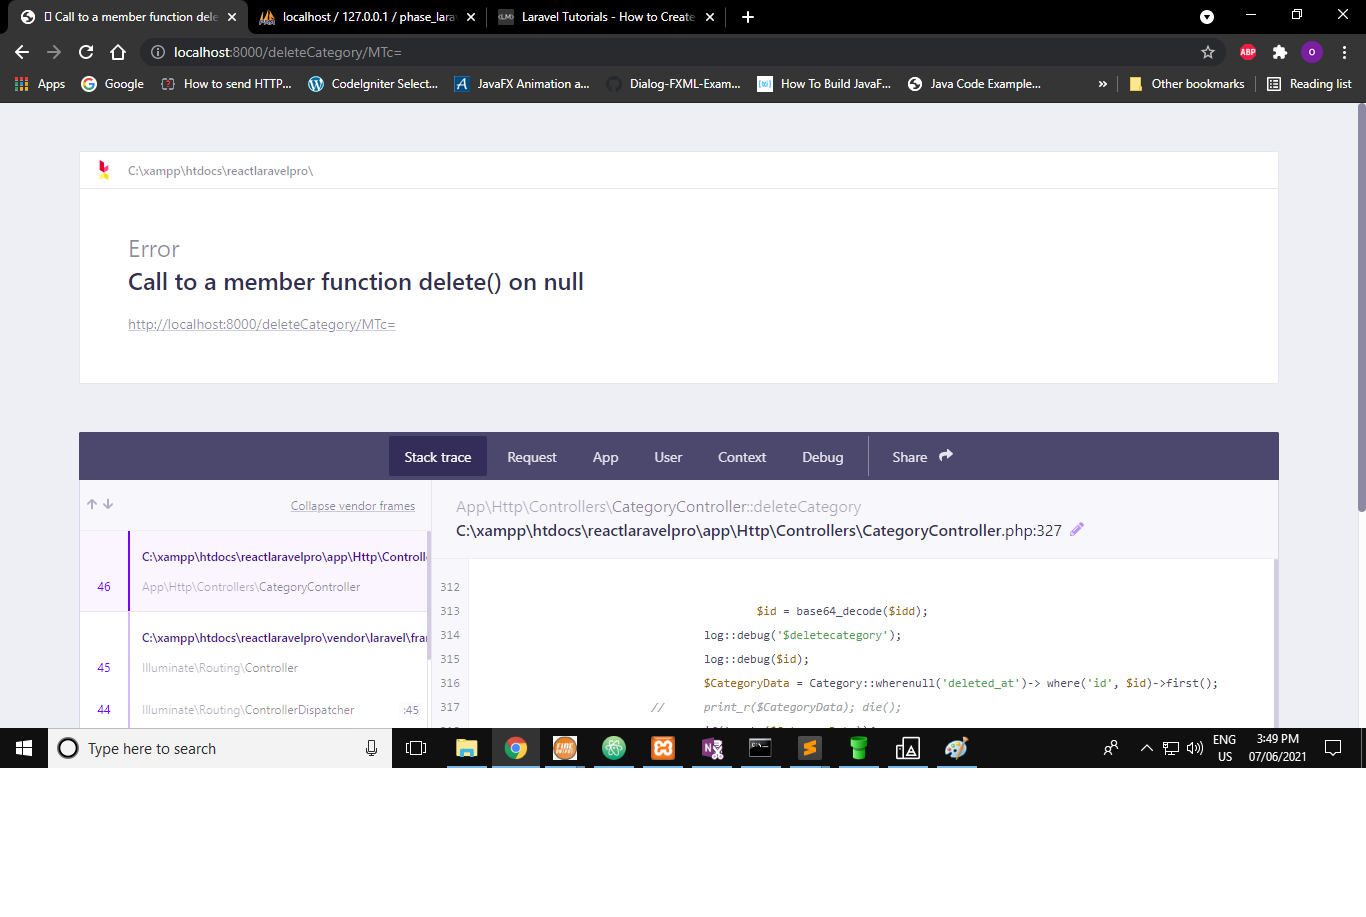 Call to a member function dele
localhost / 127.0.0.1 / phase_lara
Laravel Tutorials - How to Create
localhost:8000/deleteCategory/MTc=
ABP
O
Apps
Google
How to send HTTP...
CodeIgniter Select...
JavaFX Animation a...
Dialog-FXML-Exam...
How To Build JavaF...
Java Code Example...
»
Other bookmarks
Reading list
C:\xampp\htdocs\reactlaravelpro\
Error
Call to a member function delete() on null
http://localhost:8000/deleteCategory/MTc=
Stack trace
Request
App
User
Context
Debug
Share
Collapse vendor frames
C:\xampp\htdocs\reactlaravelpro\app\Http\Controll
46
App\Http\Controllers\CategoryController
C:\xampp\htdocs\reactlaravelpro\vendor\laravel\fra
45
Illuminate\Routing\Controller
44
Illuminate\Routing\ControllerDispatcher :45
App\Http\Controllers\CategoryController::deleteCategory
C:\xampp\htdocs\reactlaravelpro\app\Http\Controllers\CategoryController.php:327
312
313 $id = base64_decode($idd);
314 log::debug('$deletecategory');
315 log::debug($id);
316 $CategoryData = Category::wherenull('deleted_at')-> where('id', $id)->first();
317 // print_r($CategoryData); die();
Type here to search
ENG
US
3:49 PM
07/06/2021